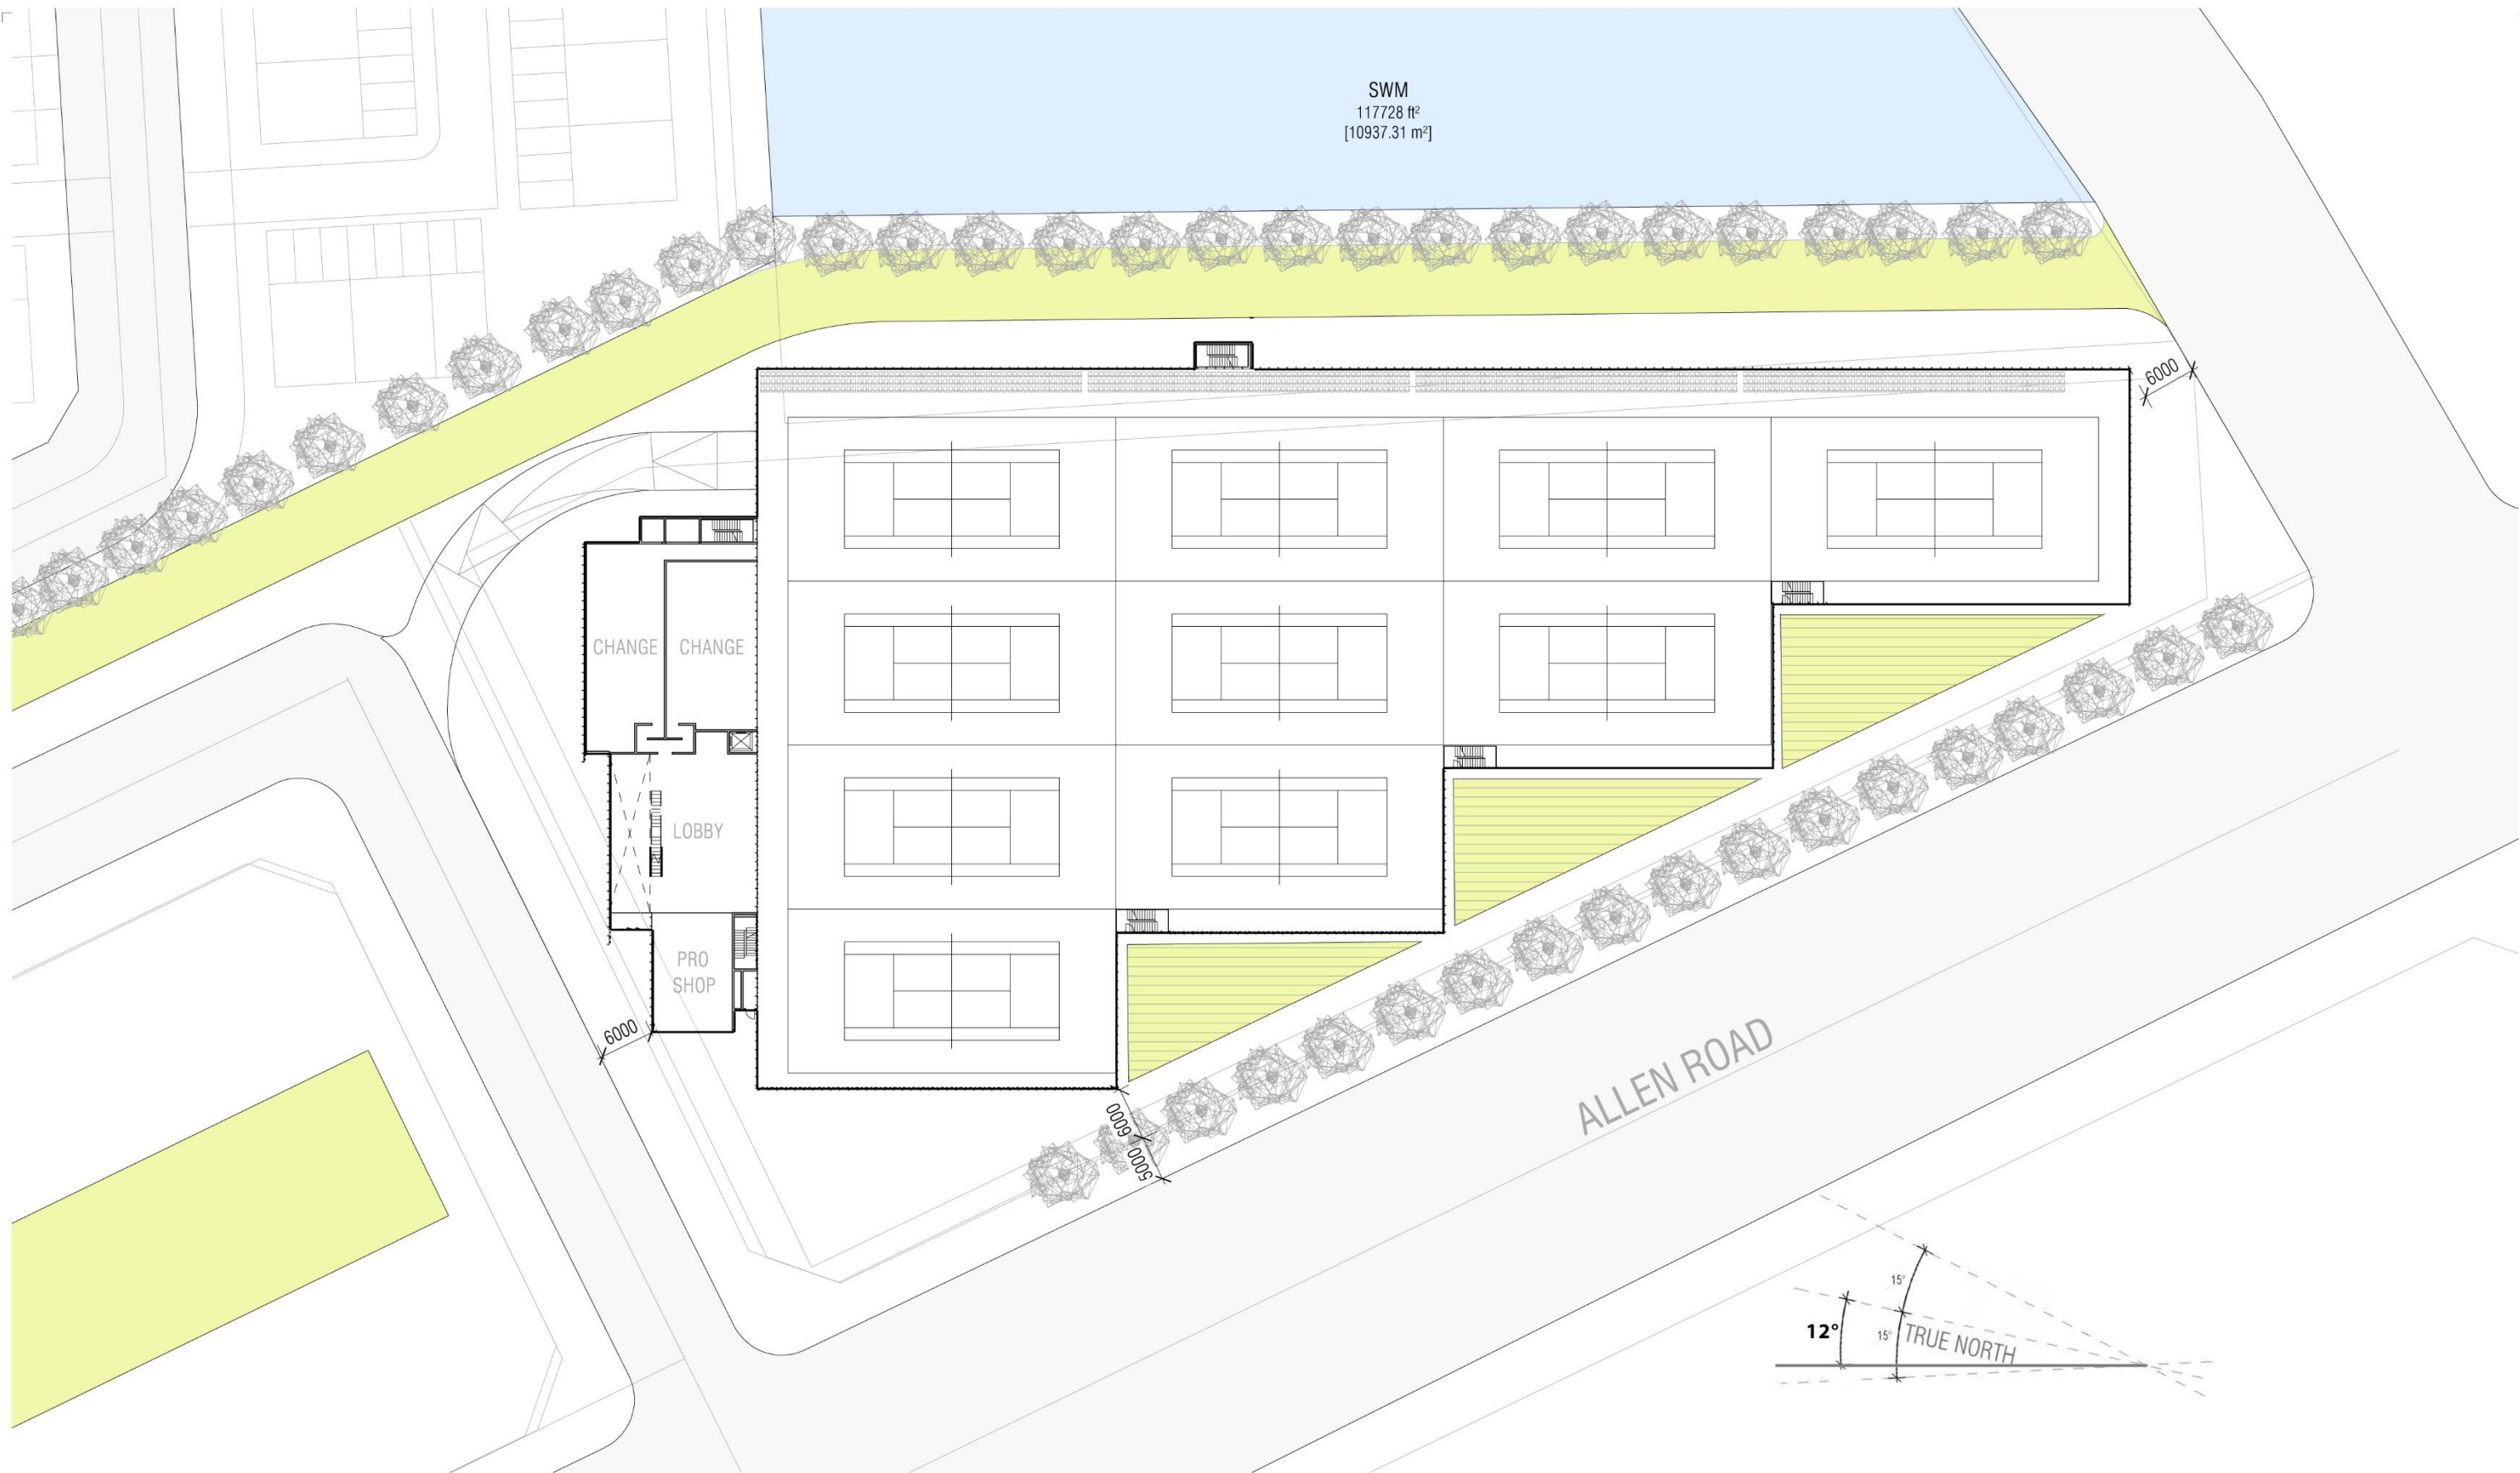 SWM
117728 ft²
[10937.31 m²]
6000
CHANGE
CHANGE
LOBBY
PRO
SHOP
6000
6000
5000
ALLEN ROAD
15°
12°
15°
TRUE NORTH